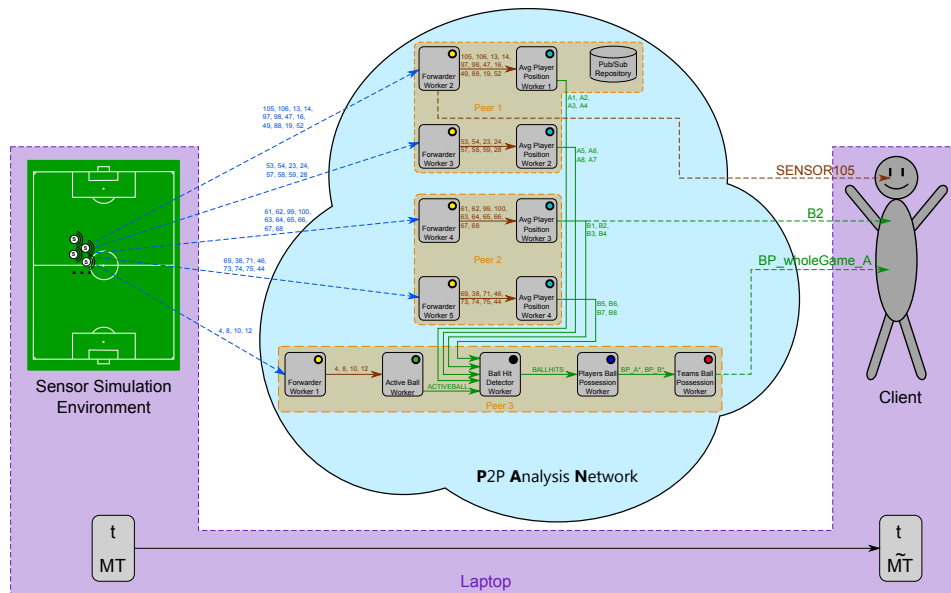 105, 106, 13, 14,
97, 98, 47, 16,
49, 88, 19, 52
53, 54, 23, 24,
57, 58, 59, 28
61, 62, 99, 100,
63, 64, 65, 66,
67, 68
69, 38, 71, 46,
73, 74, 75, 44
4, 8, 10, 12
S
S
S
S
Sensor Simulation
Environment
Forwarder
Worker 2
105, 106, 13, 14,
97, 98, 47, 16,
49, 88, 19, 52
Avg Player
Position
Worker 1
Pub/Sub
Repository
Peer 1
A1, A2,
A3, A4
Forwarder
Worker 3
53, 54, 23, 24,
57, 58, 59, 28
Avg Player
Position
Worker 2
A5, A6,
A8, A7
Forwarder
Worker 4
61, 62, 99, 100,
63, 64, 65, 66,
67, 68
Avg Player
Position
Worker 3
B1, B2,
B3, B4
Peer 2
Forwarder
Worker 5
69, 38, 71, 46,
73, 74, 75, 44
Avg Player
Position
Worker 4
B5, B6,
B7, B8
Forwarder
Worker 1
4, 8, 10, 12
Active Ball
Worker
ACTIVEBALL
Ball Hit
Detector
Worker
BALLHITS
Players Ball
Possession
Worker
BP_A*, BP_B*
Teams Ball
Possession
Worker
Peer 3
P2P Analysis Network
SENSOR105
B2
BP_wholeGame_A
Client
t
MT
t
M̃T
Laptop